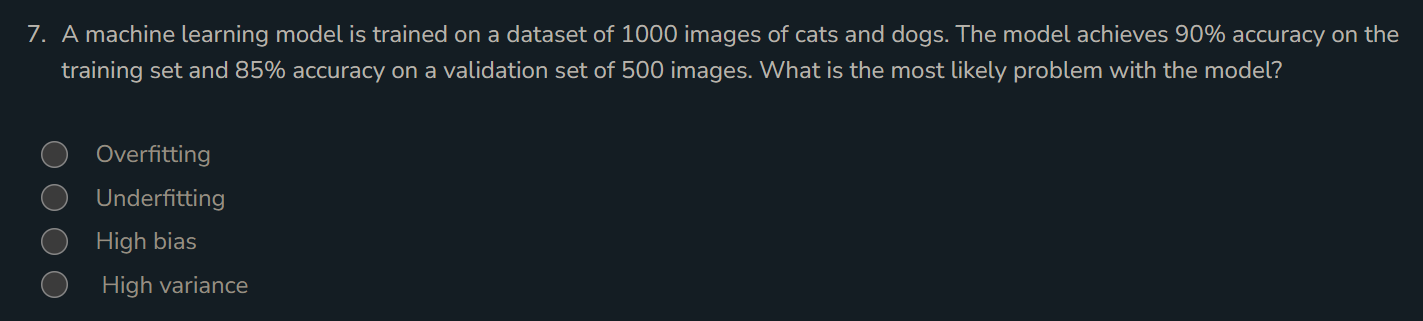 7. A machine learning model is trained on a dataset of 1000 images of cats and dogs. The model achieves 90% accuracy on the
training set and 85% accuracy on a validation set of 500 images. What is the most likely problem with the model?
Overfitting
Underfitting
High bias
High variance